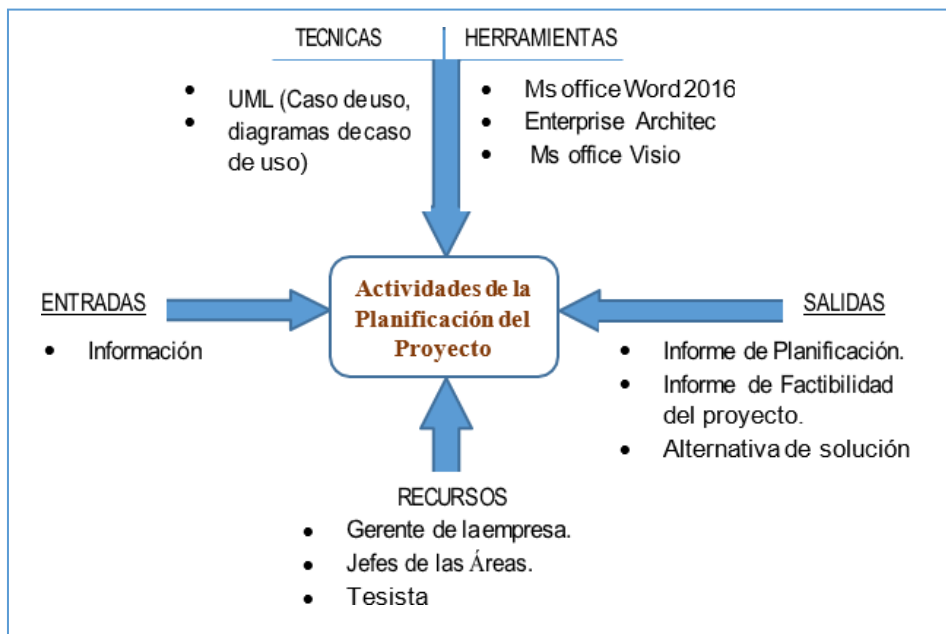 TECNICAS
HERRAMIENTAS
UML (Caso de uso,
diagramas de caso
de uso)
Ms office Word 2016
Enterprise Architec
Ms office Visio
ENTRADAS
Información
Actividades de la
Planificación del
Proyecto
SALIDAS
Informe de Planificación.
Informe de Factibilidad
del proyecto.
Alternativa de solución
RECURSOS
Gerente de la empresa.
Jefes de las Áreas.
Tesista